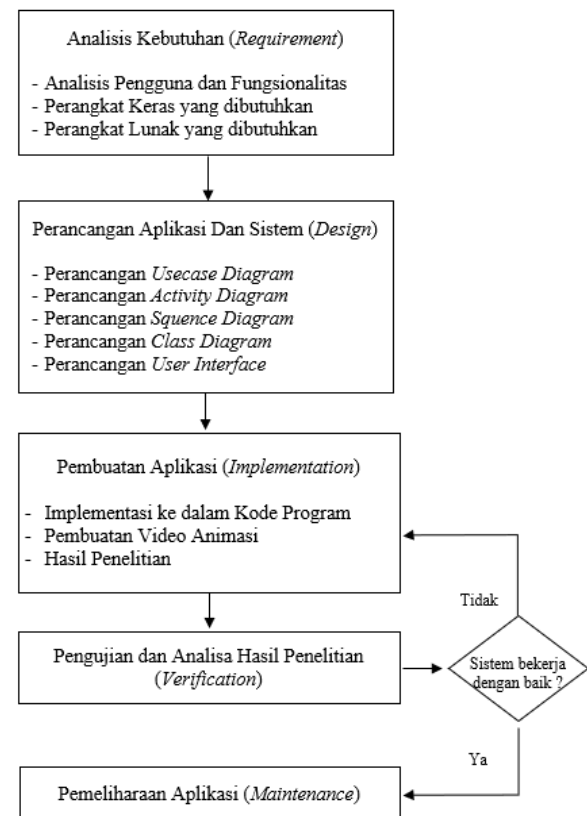 Analisis Kebutuhan (Requirement)
- Analisis Pengguna dan Fungsionalitas
- Perangkat Keras yang dibutuhkan
- Perangkat Lunak yang dibutuhkan
Perancangan Aplikasi Dan Sistem (Design)
- Perancangan Usecase Diagram
- Perancangan Activity Diagram
- Perancangan Squence Diagram
- Perancangan Class Diagram
- Perancangan User Interface
Pembuatan Aplikasi (Implementation)
- Implementasi ke dalam Kode Program
- Pembuatan Video Animasi
- Hasil Penelitian
Tidak
Pengujian dan Analisa Hasil Penelitian
(Verification)
Sistem bekerja
dengan baik ?
Ya
Pemeliharaan Aplikasi (Maintenance)